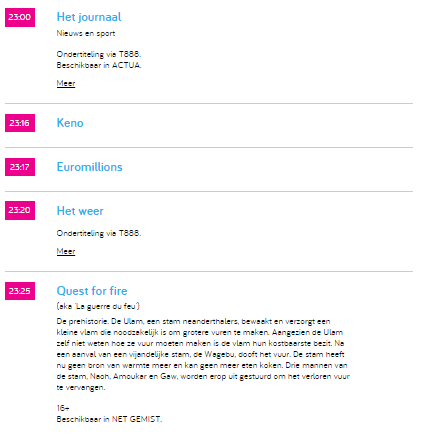 23:00 Het journaal
Nieuws en sport
Ondertiteling via T888.
Beschikbaar in ACTUA.
Meer
23:16 Keno
23:17 Euromillions
23:20 Het weer
Ondertiteling via T888.
Meer
23:25 Quest for fire
(aka 'La guerre du feu')
De prehistorie. De Ulam, een stam neanderthalers, bewaakt en verzorgt een
kleine vlam die noodzakelijk is om grotere vuren te maken. Aangezien de Ulam
zelf niet weten hoe ze vuur moeten maken is de vlam hun kostbaarste bezit. Na
een aanval van een vijandelijke stam, de Wagabu, dooft het vuur. De stam heeft
nu geen bron van warmte meer en kan geen meer eten koken. Drie mannen van
de stam, Naoh, Amoukar en Gaw, worden erop uit gestuurd om het verloren vuur
te vervangen.
16+
Beschikbaar in NET GEMIST.